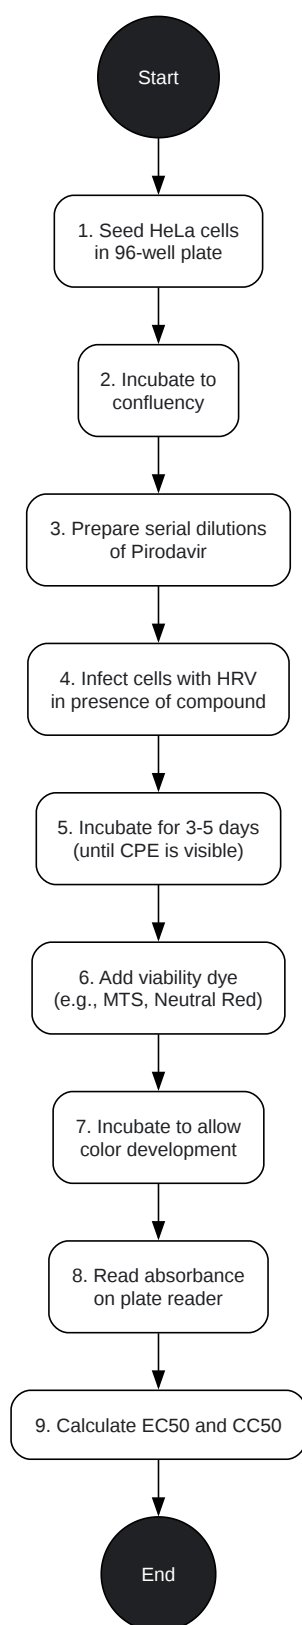 Start
1. Seed HeLa cells
in 96-well plate
2. Incubate to
confluency
3. Prepare serial dilutions
of Pirodavir
4. Infect cells with HRV
in presence of compound
5. Incubate for 3-5 days
(until CPE is visible)
6. Add viability dye
(e.g., MTS, Neutral Red)
7. Incubate to allow
color development
8. Read absorbance
on plate reader
9. Calculate EC50 and CC50
End